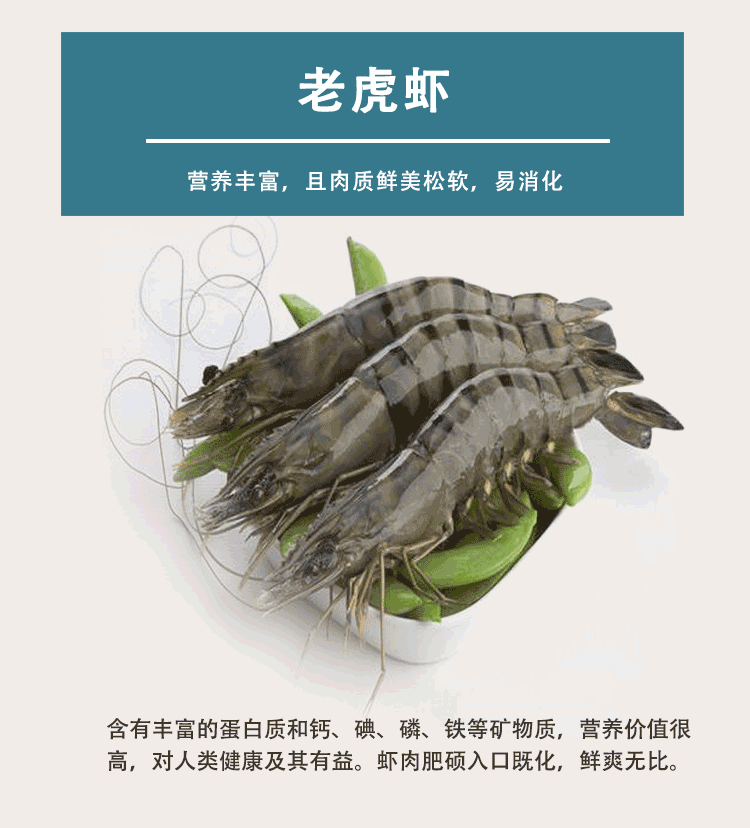 老虎虾
营养丰富，且肉质鲜美松软，易消化
含有丰富的蛋白质和钙、碘、磷、铁等矿物质，营养价值很
高，对人类健康及其有益。虾肉肥硕入口既化，鲜爽无比。